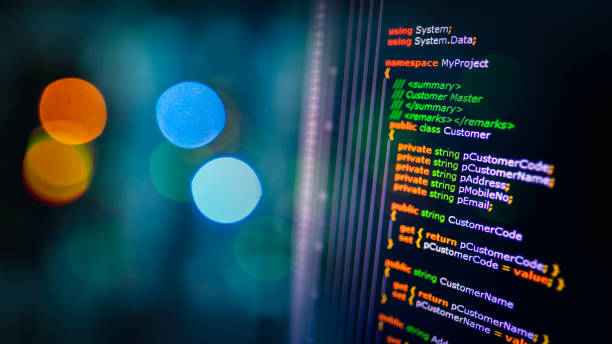 using System;
using System.Data;
namespace MyProject
{
/// <summary>
/// Customer Master
/// </summary>
/// <remarks></remarks>
public class Customer
{
private string pCustomerCode;
private string pCustomerName;
private string pAddress;
private string pMobileNo;
private string pEmail;
public string CustomerCode
{
get { return pCustomerCode; }
set { pCustomerCode = value; }
}
public string CustomerName
{
get { return pCustomerName; }
set { pCustomerName = value; }
}
public string Add
get {